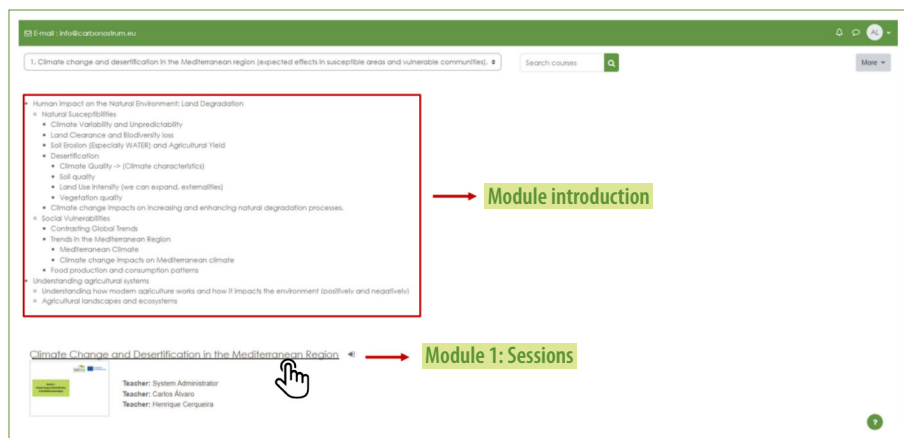 E-mail : info@carbonostrum.eu
AL
1. Climate change and desertification in the Mediterranean region (expected effects in susceptible areas and vulnerable communities).
Search courses
More
Human Impact on the Natural Environment: Land Degradation
Natural Susceptibilities
Climate Variability and Unpredictability
Land Clearance and Biodiversity loss
Soil Erosion (Especially WATER) and Agricultural Yield
Desertification
Climate Quality -> (Climate characteristics)
Soil quality
Land Use Intensity (we can expand, externalities)
Vegetation quality
Climate change impacts on increasing and enhancing natural degradation processes.
Social Vulnerabilities
Contrasting Global Trends
Trends in the Mediterranean Region
Mediterranean Climate
Climate change impacts on Mediterranean climate
Food production and consumption patterns
Understanding agricultural systems
Understanding how modern agriculture works and how it impacts the environment (positively and negatively)
Agricultural landscapes and ecosystems
Module introduction
Climate Change and Desertification in the Mediterranean Region
Module 1: Sessions
Teacher: System Administrator
Teacher: Carlos Álvaro
Teacher: Henrique Cerqueira
?